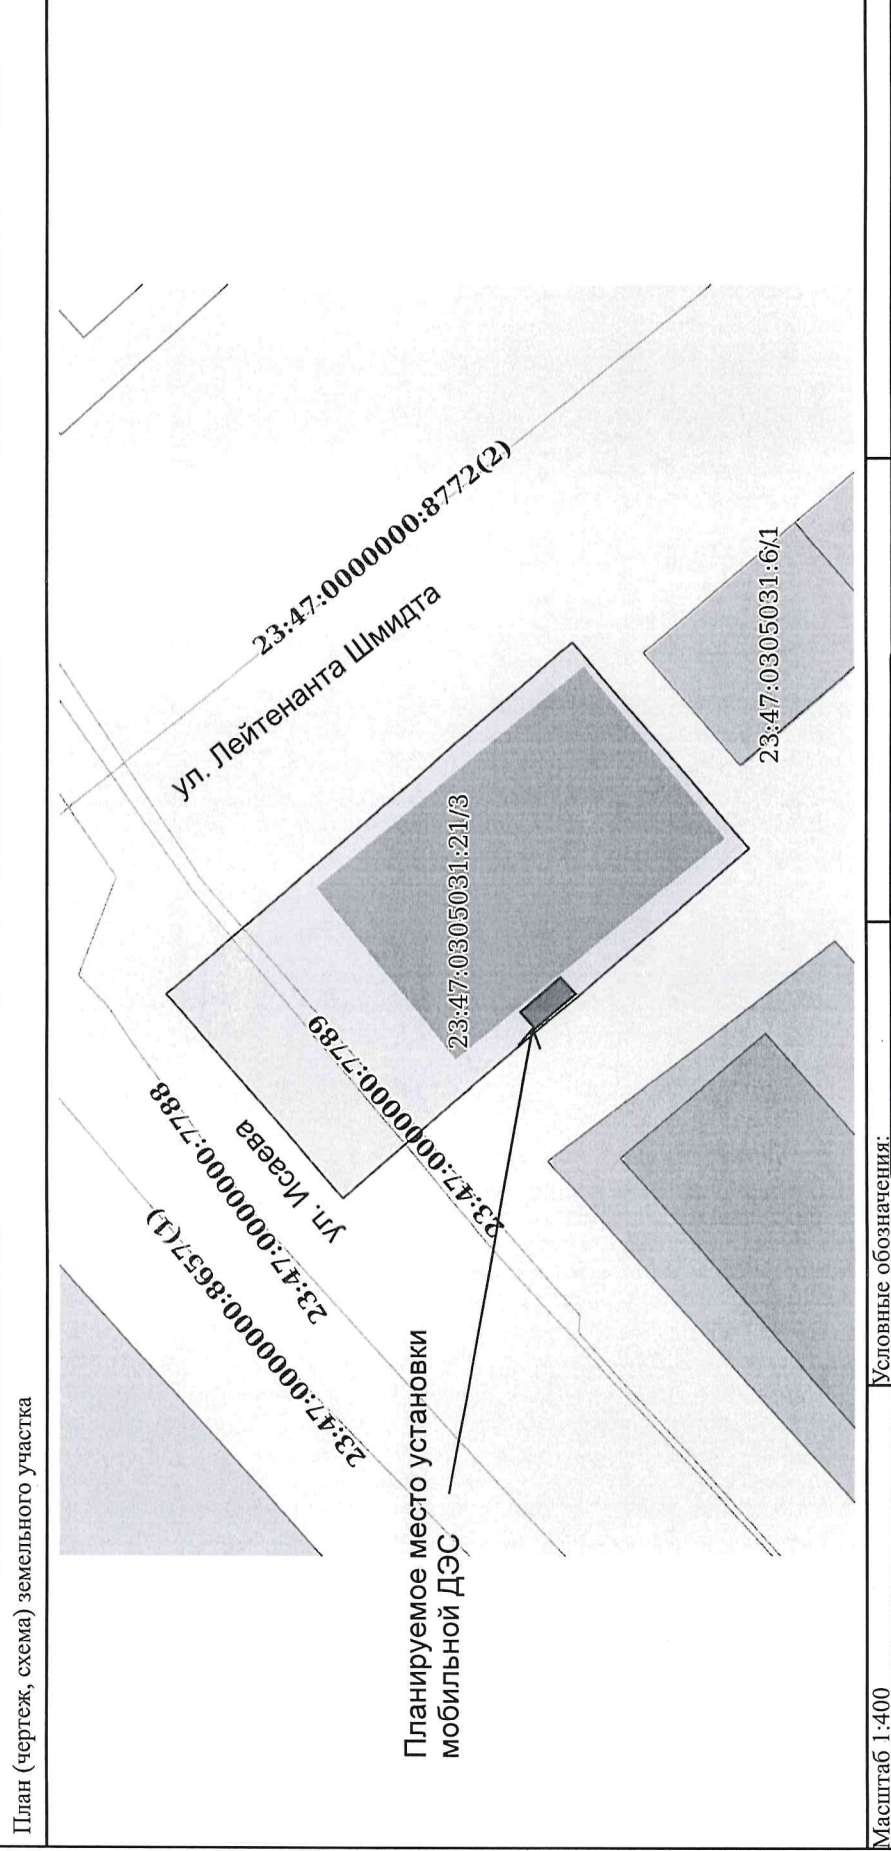 План (чертеж, схема) земельного участка
23:47:0000000:8657(1)
23:47:0000000:7788
ул. Исаева
23:47:0000000:7789
ул. Лейтенанта Шмидта
23:47:0000000:8772(2)
23:47:0305031:21/3
23:47:0305031:6/1
Планируемое место установки
мобильной ДЭС
Масштаб 1:400
Условные обозначения: